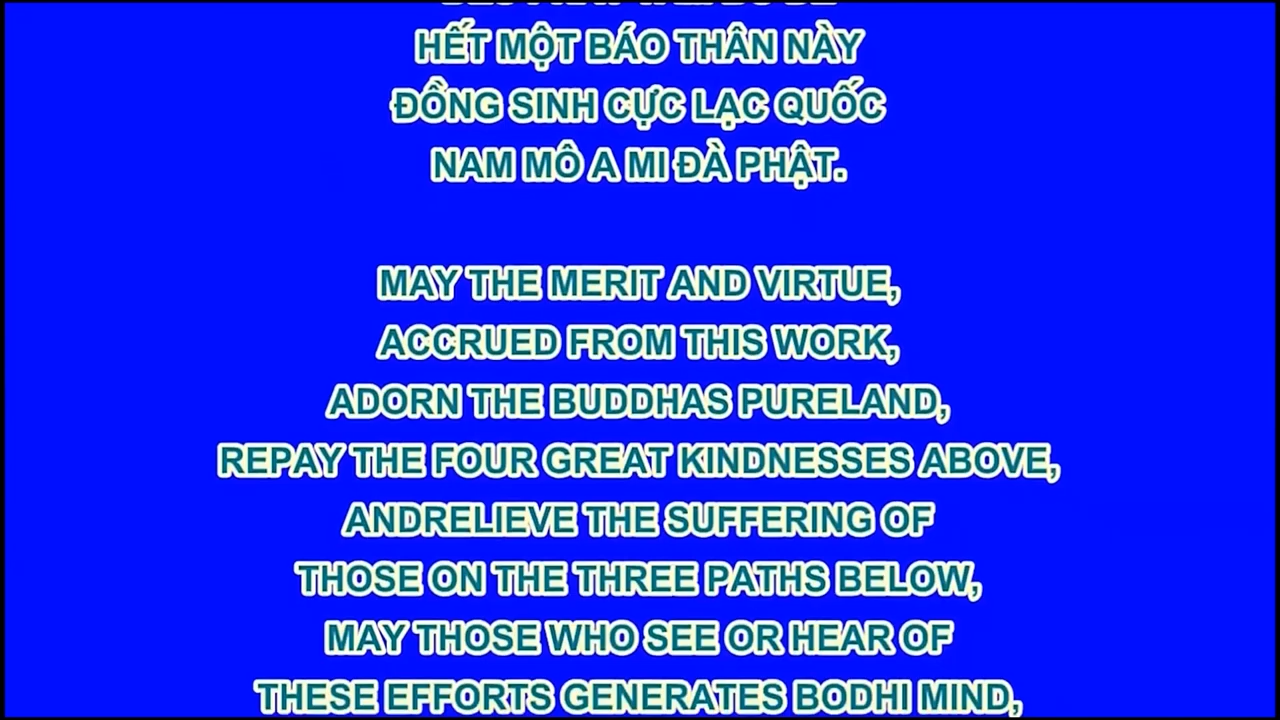 HẾT MỘT BÁO THÂN NÀY
ĐỒNG SINH CỰC LẠC QUỐC
NAM MÔ A MI ĐÀ PHẬT.
MAY THE MERIT AND VIRTUE,
ACCRUED FROM THIS WORK,
ADORN THE BUDDHAS PURELAND,
REPAY THE FOUR GREAT KINDNESSES ABOVE,
ANDRELIEVE THE SUFFERING OF
THOSE ON THE THREE PATHS BELOW,
MAY THOSE WHO SEE OR HEAR OF
THESE EFFORTS GENERATES BODHI MIND,